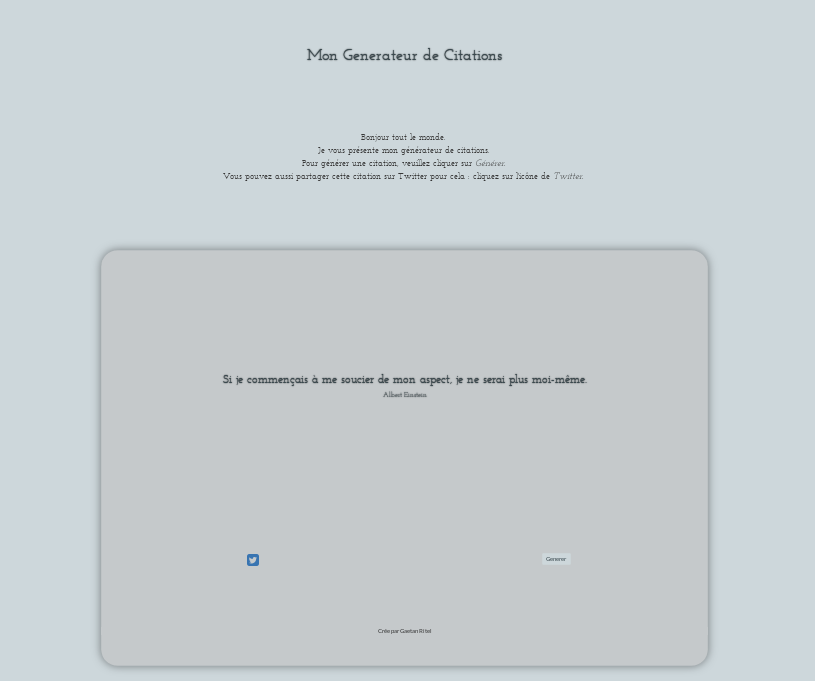 Mon Generateur de Citations
Bonjour tout le monde.
Je vous présente mon générateur de citations.
Pour générer une citation, veuillez cliquer sur Générer.
Vous pouvez aussi partager cette citation sur Twitter pour cela : cliquez sur l'icône de Twitter.
Si je commençais à me soucier de mon aspect, je ne serai plus moi-même.
Albert Einstein
Generer
Crée par Gaetan Ritel